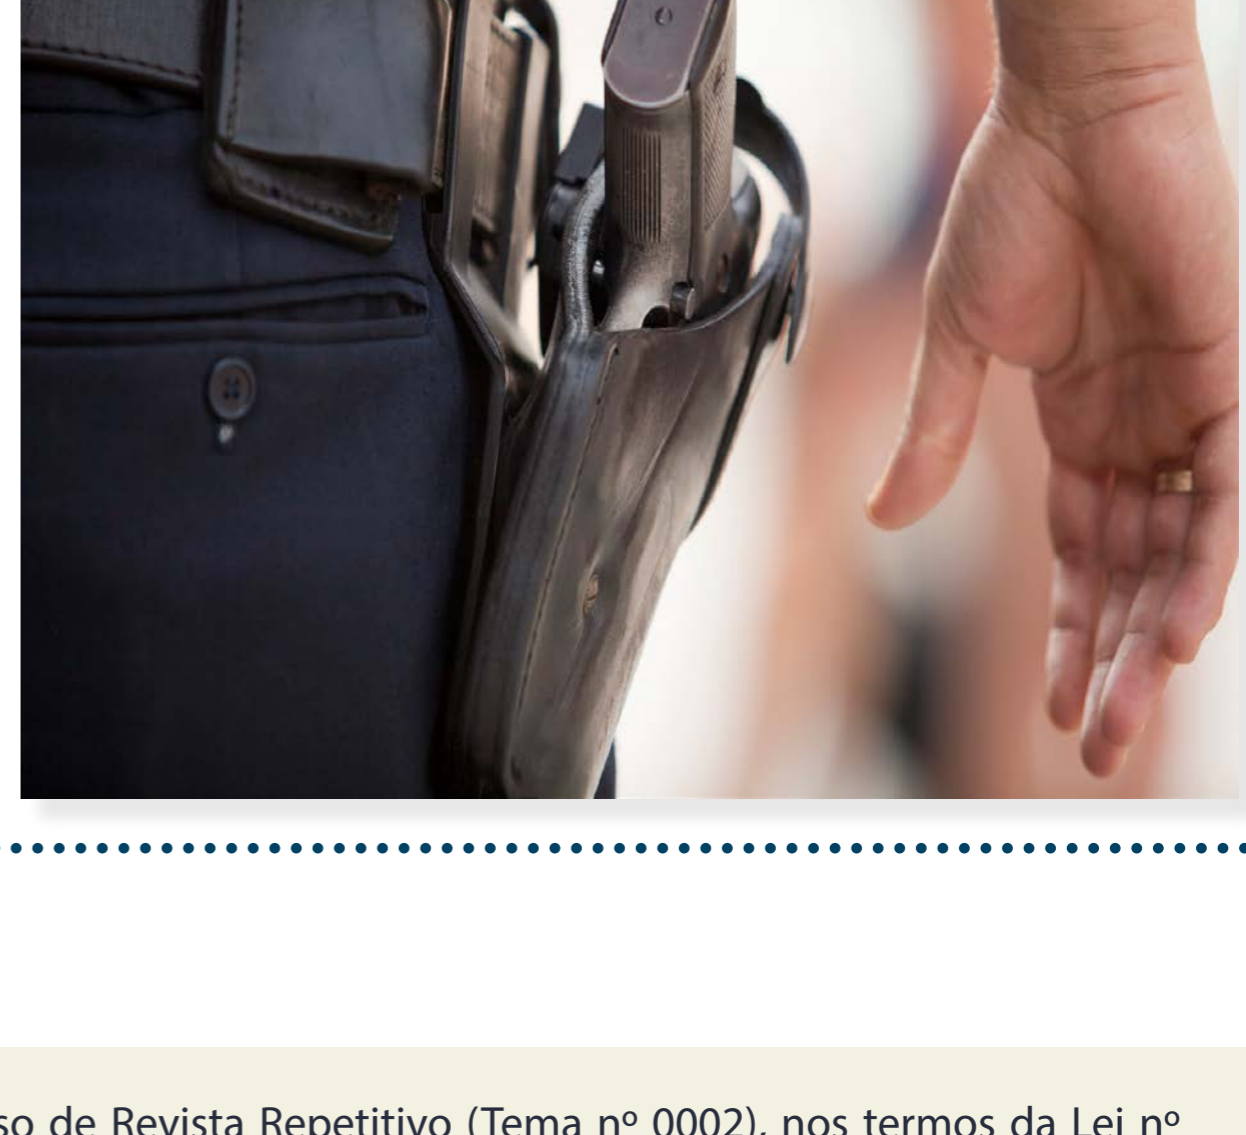 so de Revista Repetitivo (Tema nº 0002), nos termos da Lei nº